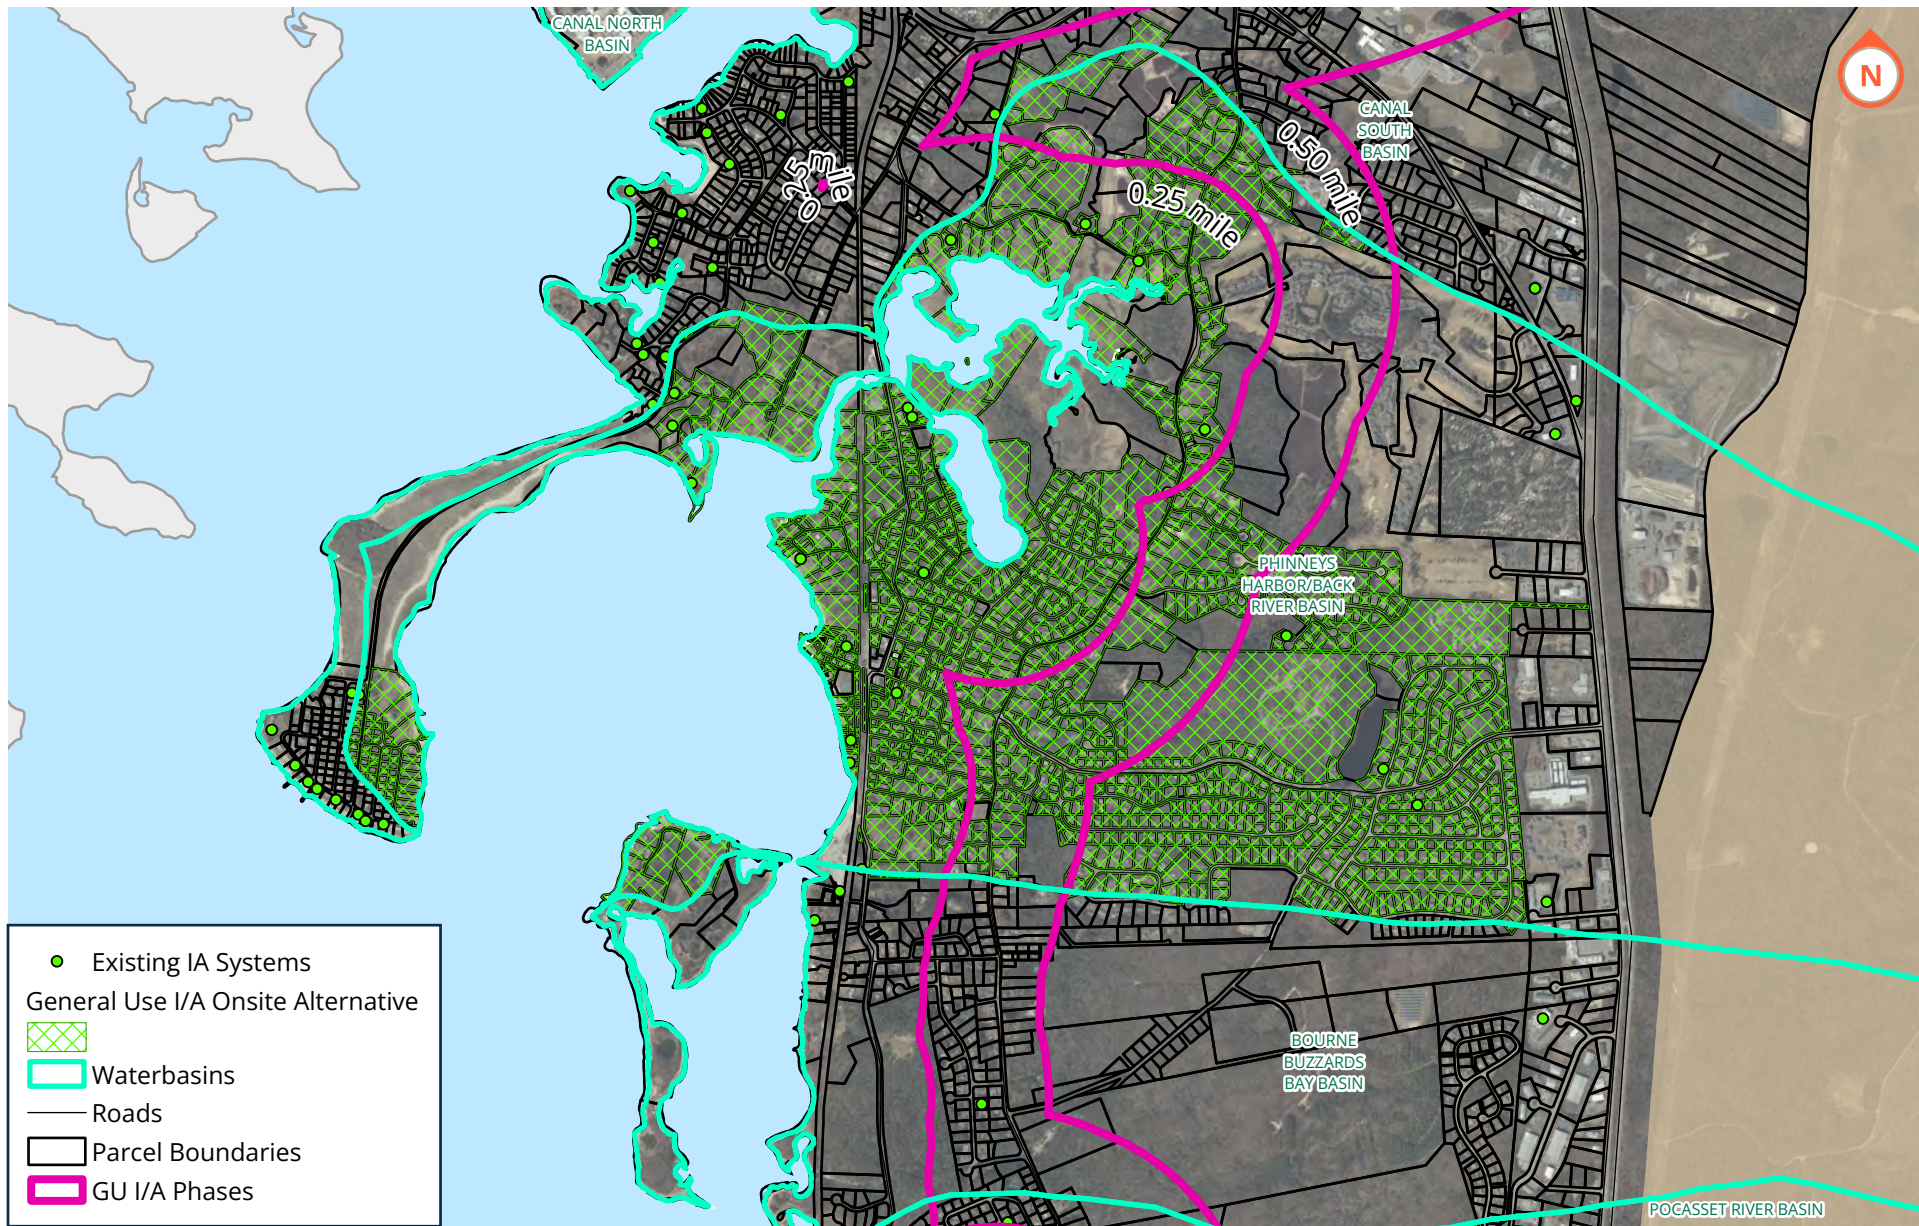 CANAL NORTH
BASIN
N
CANAL
SOUTH
BASIN
0.50 mile
0.25
mile
0.25 mile
PHINNEYS
HARBOR/BACK
RIVER BASIN
Existing IA Systems
General Use I/A Onsite Alternative
Waterbasins
Roads
Parcel Boundaries
GU I/A Phases
BOURNE
BUZZARDS
BAY BASIN
POCASSET RIVER BASIN